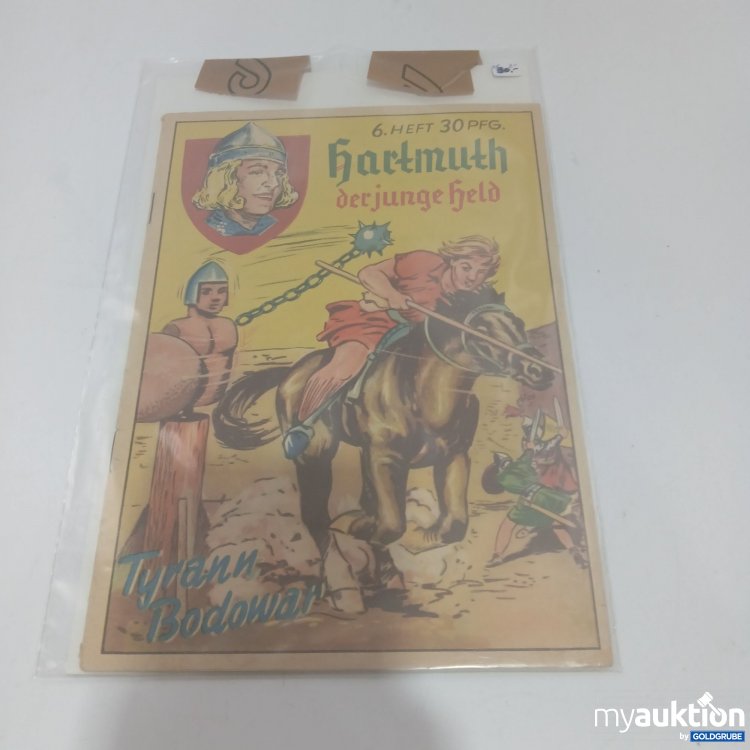 6. HEFT 30 PFG.
Hartmuth
der junge Held
Tyrann
Bodowar
myauktion
by GOLDGRUBE